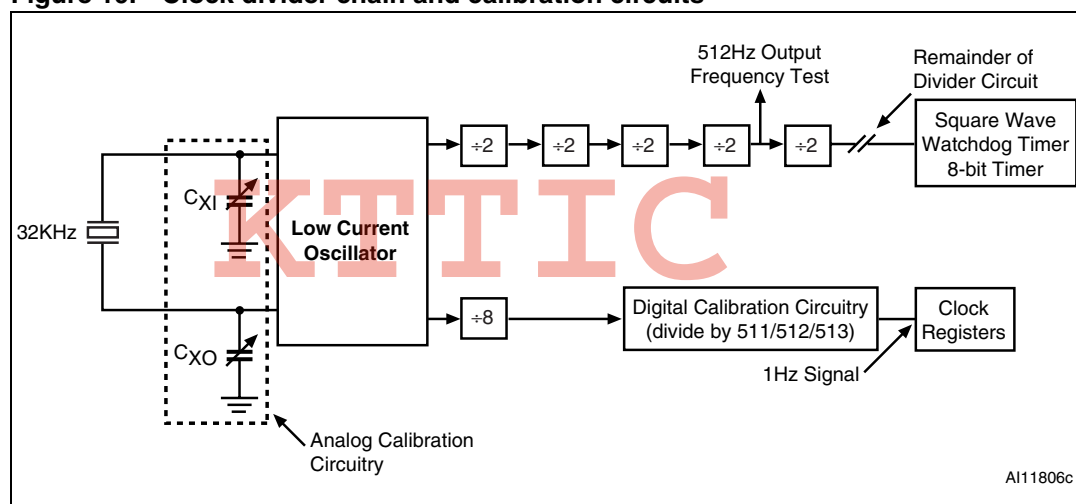 Figure 16. Clock divider chain and calibration circuits
512Hz Output
Frequency Test
Remainder of
Divider Circuit
÷2
÷2
÷2
÷2
÷2
Square Wave
Watchdog Timer
8-bit Timer
CXI
32KHz
Low Current
Oscillator
KTTIC
÷8
Digital Calibration Circuitry
(divide by 511/512/513)
Clock
Registers
CXO
1Hz Signal
Analog Calibration
Circuitry
AI11806c